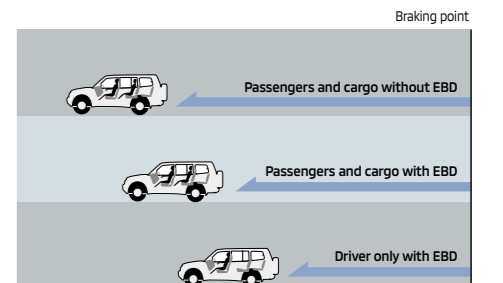 Braking point
Passengers and cargo without EBD
Passengers and cargo with EBD
Driver only with EBD